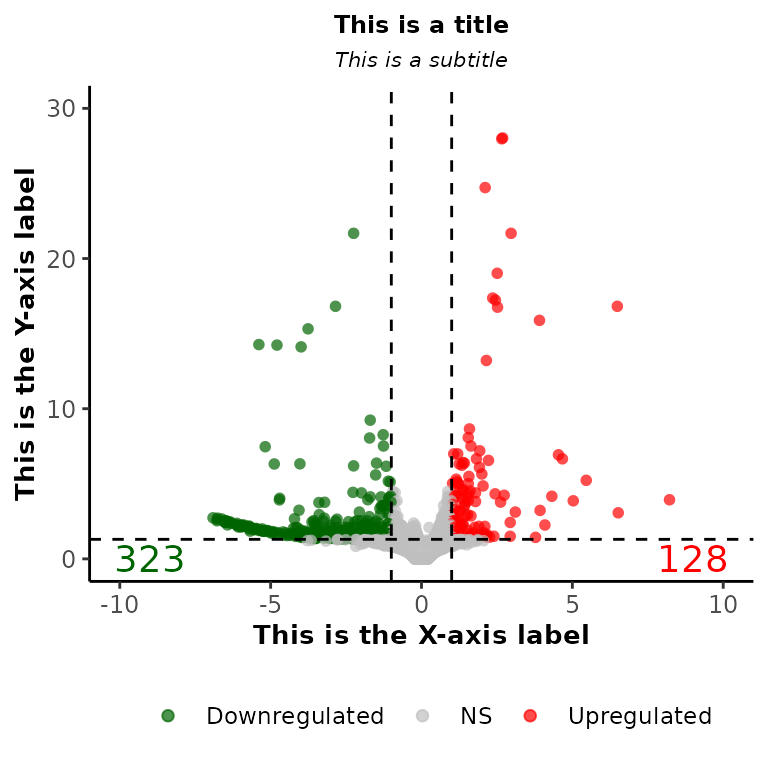 This is a title
This is a subtitle
This is the Y-axis label
30
20
10
0
323
128
-10 -5 0 5 10
This is the X-axis label
Downregulated NS Upregulated